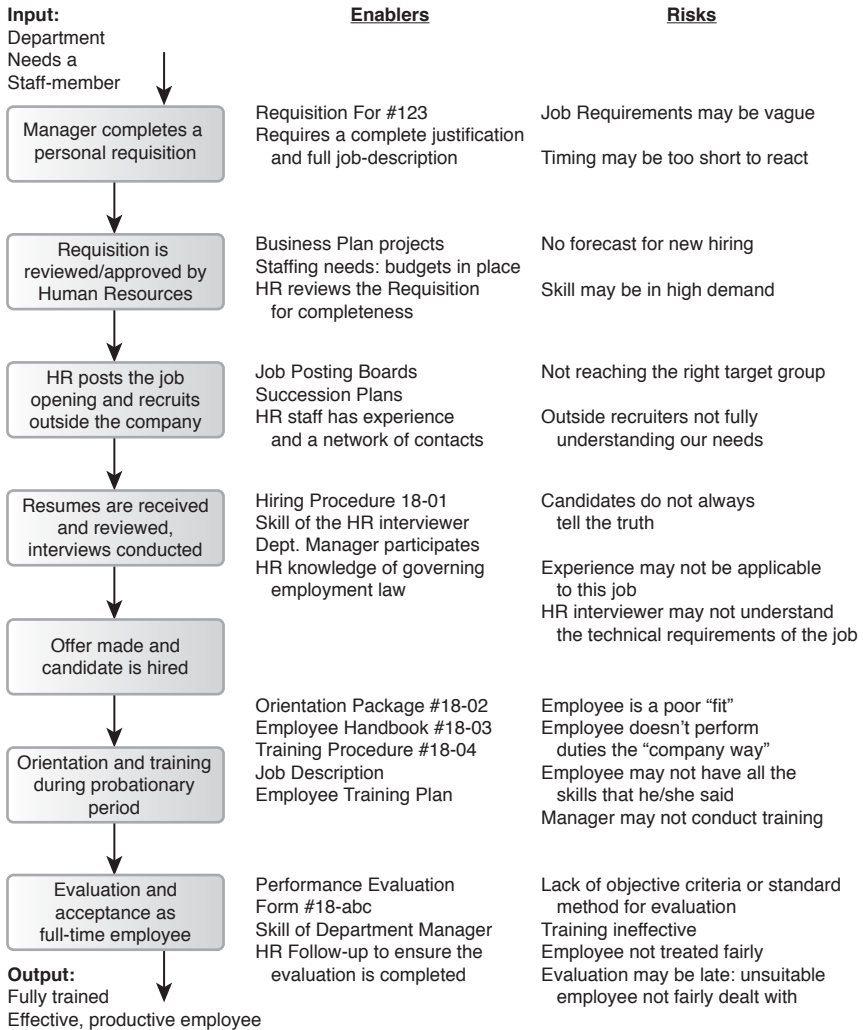 Input:
Department
Needs a
Staff-member
Enablers
Risks
Manager completes a
personal requisition
Requisition For #123
Requires a complete justification
and full job-description
Job Requirements may be vague
Timing may be too short to react
Requisition is
reviewed/approved by
Human Resources
Business Plan projects
Staffing needs: budgets in place
HR reviews the Requisition
for completeness
No forecast for new hiring
Skill may be in high demand
HR posts the job
opening and recruits
outside the company
Job Posting Boards
Succession Plans
HR staff has experience
and a network of contacts
Not reaching the right target group
Outside recruiters not fully
understanding our needs
Resumes are received
and reviewed,
interviews conducted
Hiring Procedure 18-01
Skill of the HR interviewer
Dept. Manager participates
HR knowledge of governing
employment law
Candidates do not always
tell the truth
Experience may not be applicable
to this job
HR interviewer may not understand
the technical requirements of the job
Offer made and
candidate is hired
Orientation and training
during probationary
period
Orientation Package #18-02
Employee Handbook #18-03
Training Procedure #18-04
Job Description
Employee Training Plan
Employee is a poor “fit”
Employee doesn’t perform
duties the “company way”
Employee may not have all the
skills that he/she said
Manager may not conduct training
Evaluation and
acceptance as
full-time employee
Performance Evaluation
Form #18-abc
Skill of Department Manager
HR Follow-up to ensure the
evaluation is completed
Lack of objective criteria or standard
method for evaluation
Training ineffective
Employee not treated fairly
Evaluation may be late: unsuitable
employee not fairly dealt with
Output:
Fully trained
Effective, productive employee